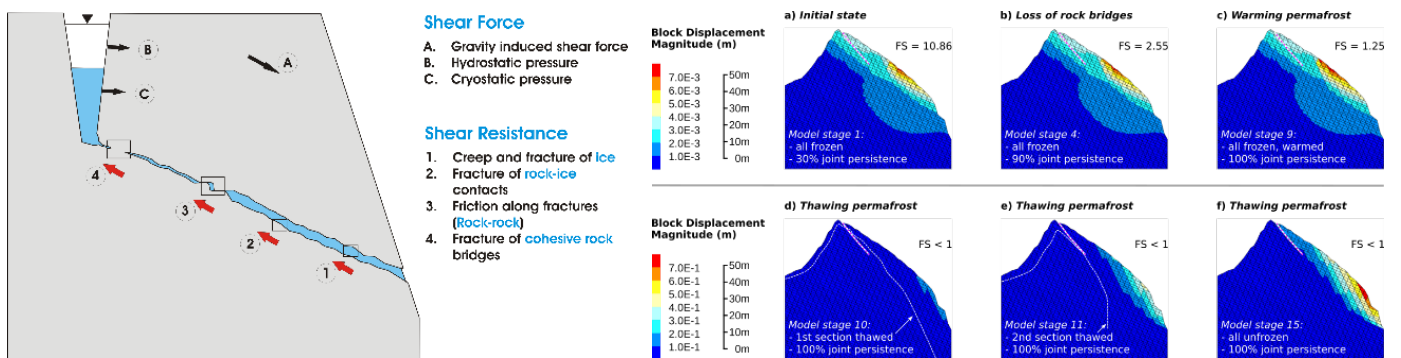 B
C
A
4
3
2
1
Shear Force
A. Gravity induced shear force
B. Hydrostatic pressure
C. Cryostatic pressure
Shear Resistance
1. Creep and fracture of ice
2. Fracture of rock-ice
contacts
3. Friction along fractures
(Rock-rock)
4. Fracture of cohesive rock
bridges
Block Displacement
Magnitude (m)
7.0E-3
6.0E-3
5.0E-3
4.0E-3
3.0E-3
2.0E-3
1.0E-3
50m
40m
30m
20m
10m
0m
a) Initial state
FS = 10.86
Model stage 1:
- all frozen
- 30% joint persistence
b) Loss of rock bridges
FS = 2.55
Model stage 4:
- all frozen
- 90% joint persistence
c) Warming permafrost
FS = 1.25
Model stage 9:
- all frozen, warmed
- 100% joint persistence
Block Displacement
Magnitude (m)
7.0E-1
6.0E-1
5.0E-1
4.0E-1
3.0E-1
2.0E-1
1.0E-1
50m
40m
30m
20m
10m
0m
d) Thawing permafrost
FS < 1
Model stage 10:
- 1st section thawed
- 100% joint persistence
e) Thawing permafrost
FS < 1
Model stage 11:
- 2nd section thawed
- 100% joint persistence
f) Thawing permafrost
FS < 1
Model stage 15:
- all unfrozen
- 100% joint persistence